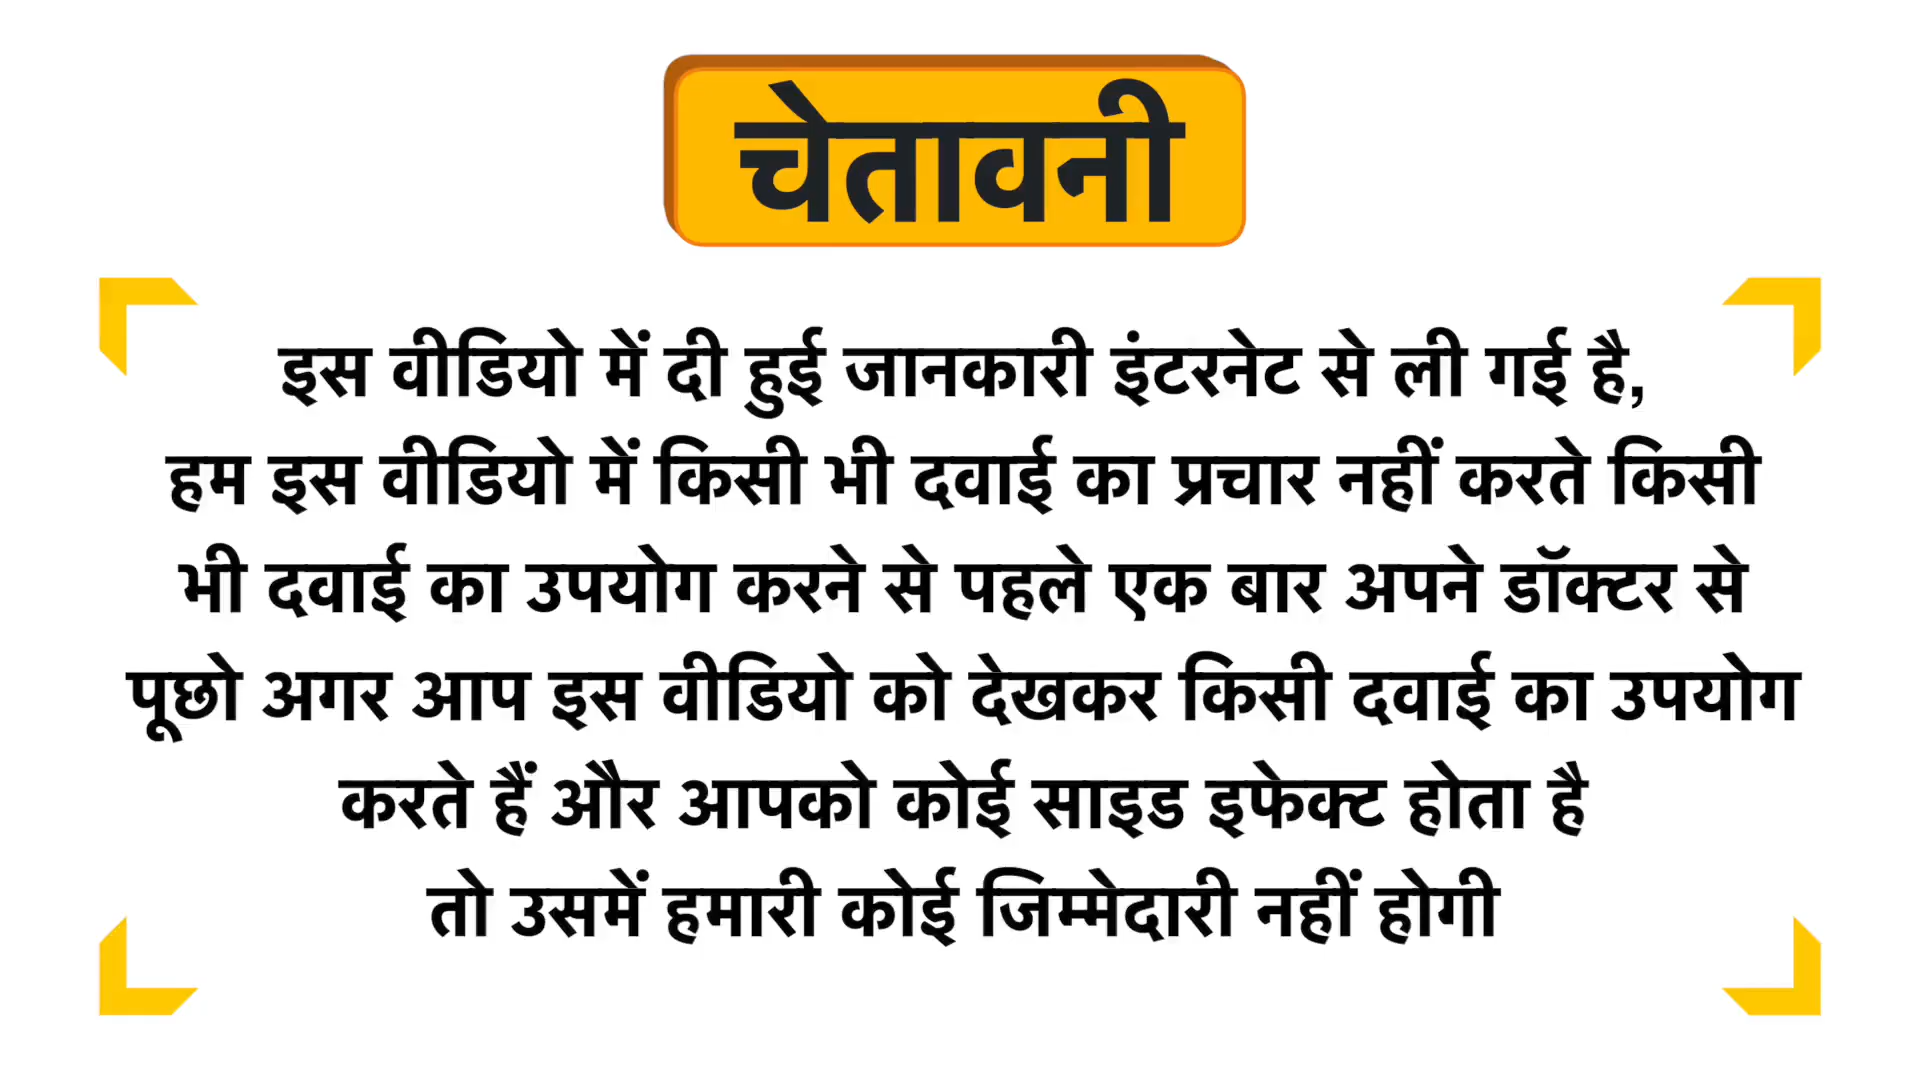 चेतावनी
इस वीडियो में दी हुई जानकारी इंटरनेट से ली गई है,
हम इस वीडियो में किसी भी दवाई का प्रचार नहीं करते किसी
भी दवाई का उपयोग करने से पहले एक बार अपने डॉक्टर से
पूछो अगर आप इस वीडियो को देखकर किसी दवाई का उपयोग
करते हैं और आपको कोई साइड इफेक्ट होता है
तो उसमें हमारी कोई जिम्मेदारी नहीं होगी